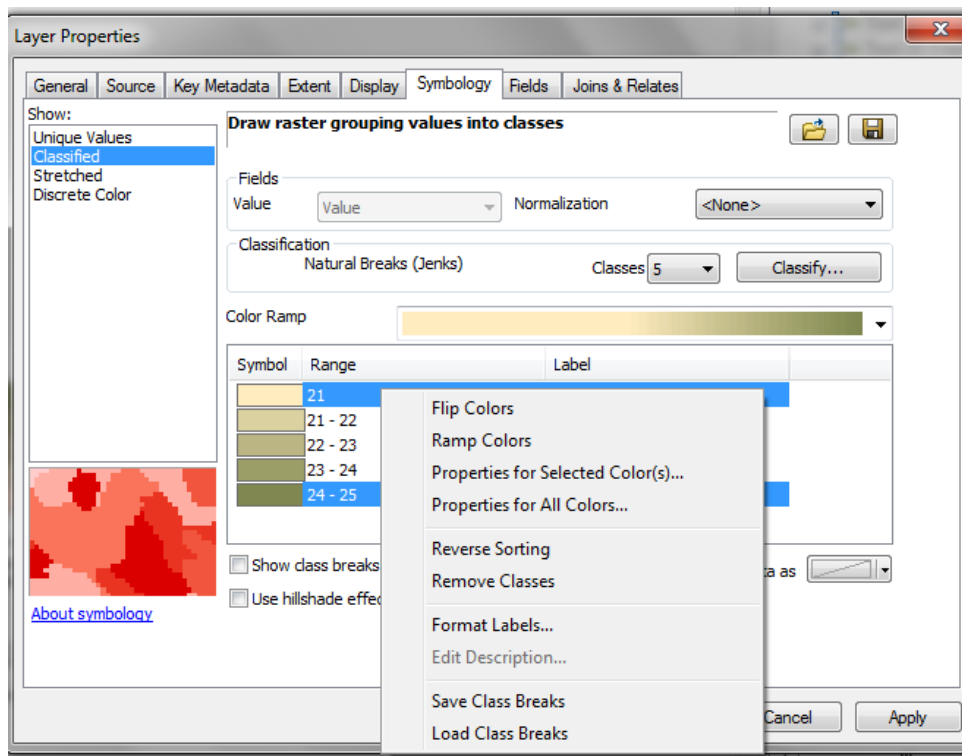 Layer Properties
General Source Key Metadata Extent Display Symbology Fields Joins & Relates
Show:
Unique Values
Classified
Stretched
Discrete Color
Draw raster grouping values into classes
Fields
Value Value Normalization <None>
Classification
Natural Breaks (Jenks) Classes 5 Classify...
Color Ramp
Symbol Range Label
21
21 - 22
22 - 23
23 - 24
24 - 25
Flip Colors
Ramp Colors
Properties for Selected Color(s)...
Properties for All Colors...
Reverse Sorting
Remove Classes
Format Labels...
Edit Description...
Save Class Breaks
Load Class Breaks
Show class breaks
as
Use hillshade
About symbology
Cancel Apply